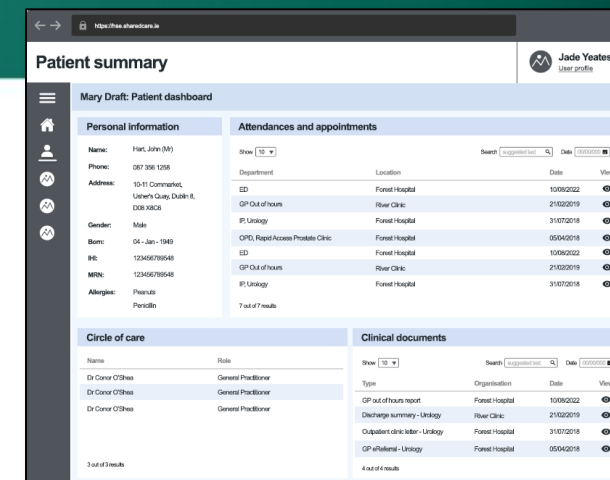 https://hse.sharedcare.ie
Patient summary
Jade Yeates
User profile
Mary Draft: Patient dashboard
Personal information
Name: Hart, John (Mr)
Phone: 087 356 1258
Address: 10-11 Cornmarket,
Usher's Quay, Dublin 8,
D08 X8C6
Gender: Male
Born: 04 - Jan - 1949
IHI: 123456789548
MRN: 123456789548
Allergies: Peanuts
Penicillin
Attendances and appointments
Show 10 Search suggested text Date 00/00/000
Department Location Date View
ED Forest Hospital 10/08/2022
GP Out of hours River Clinic 21/02/2019
IP, Urology Forest Hospital 31/07/2018
OPD, Rapid Access Prostate Clinic Forest Hospital 05/04/2018
ED Forest Hospital 10/08/2022
GP Out of hours River Clinic 21/02/2019
IP, Urology Forest Hospital 31/07/2018
7 out of 7 results
Circle of care
Name Role
Dr Conor O'Shea General Practitioner
Dr Conor O'Shea General Practitioner
Dr Conor O'Shea General Practitioner
3 out of 3 results
Clinical documents
Show 10 Search suggested text Date 00/00/000
Type Organisation Date View
GP out of hours report Forest Hospital 10/08/2022
Discharge summary - Urology River Clinic 21/02/2019
Outpatient clinic letter - Urology Forest Hospital 31/07/2018
GP eReferral - Urology Forest Hospital 05/04/2018
4 out of 4 results